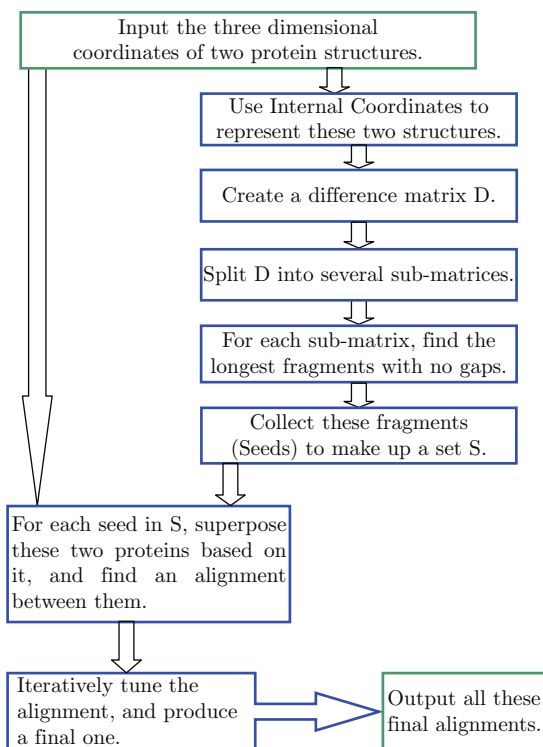 Input the three dimensional
coordinates of two protein structures.
Use Internal Coordinates to
represent these two structures.
Create a difference matrix D.
Split D into several sub-matrices.
For each sub-matrix, find the
longest fragments with no gaps.
Collect these fragments
(Seeds) to make up a set S.
For each seed in S, superpose
these two proteins based on
it, and find an alignment
between them.
Iteratively tune the
alignment, and produce
a final one.
Output all these
final alignments.